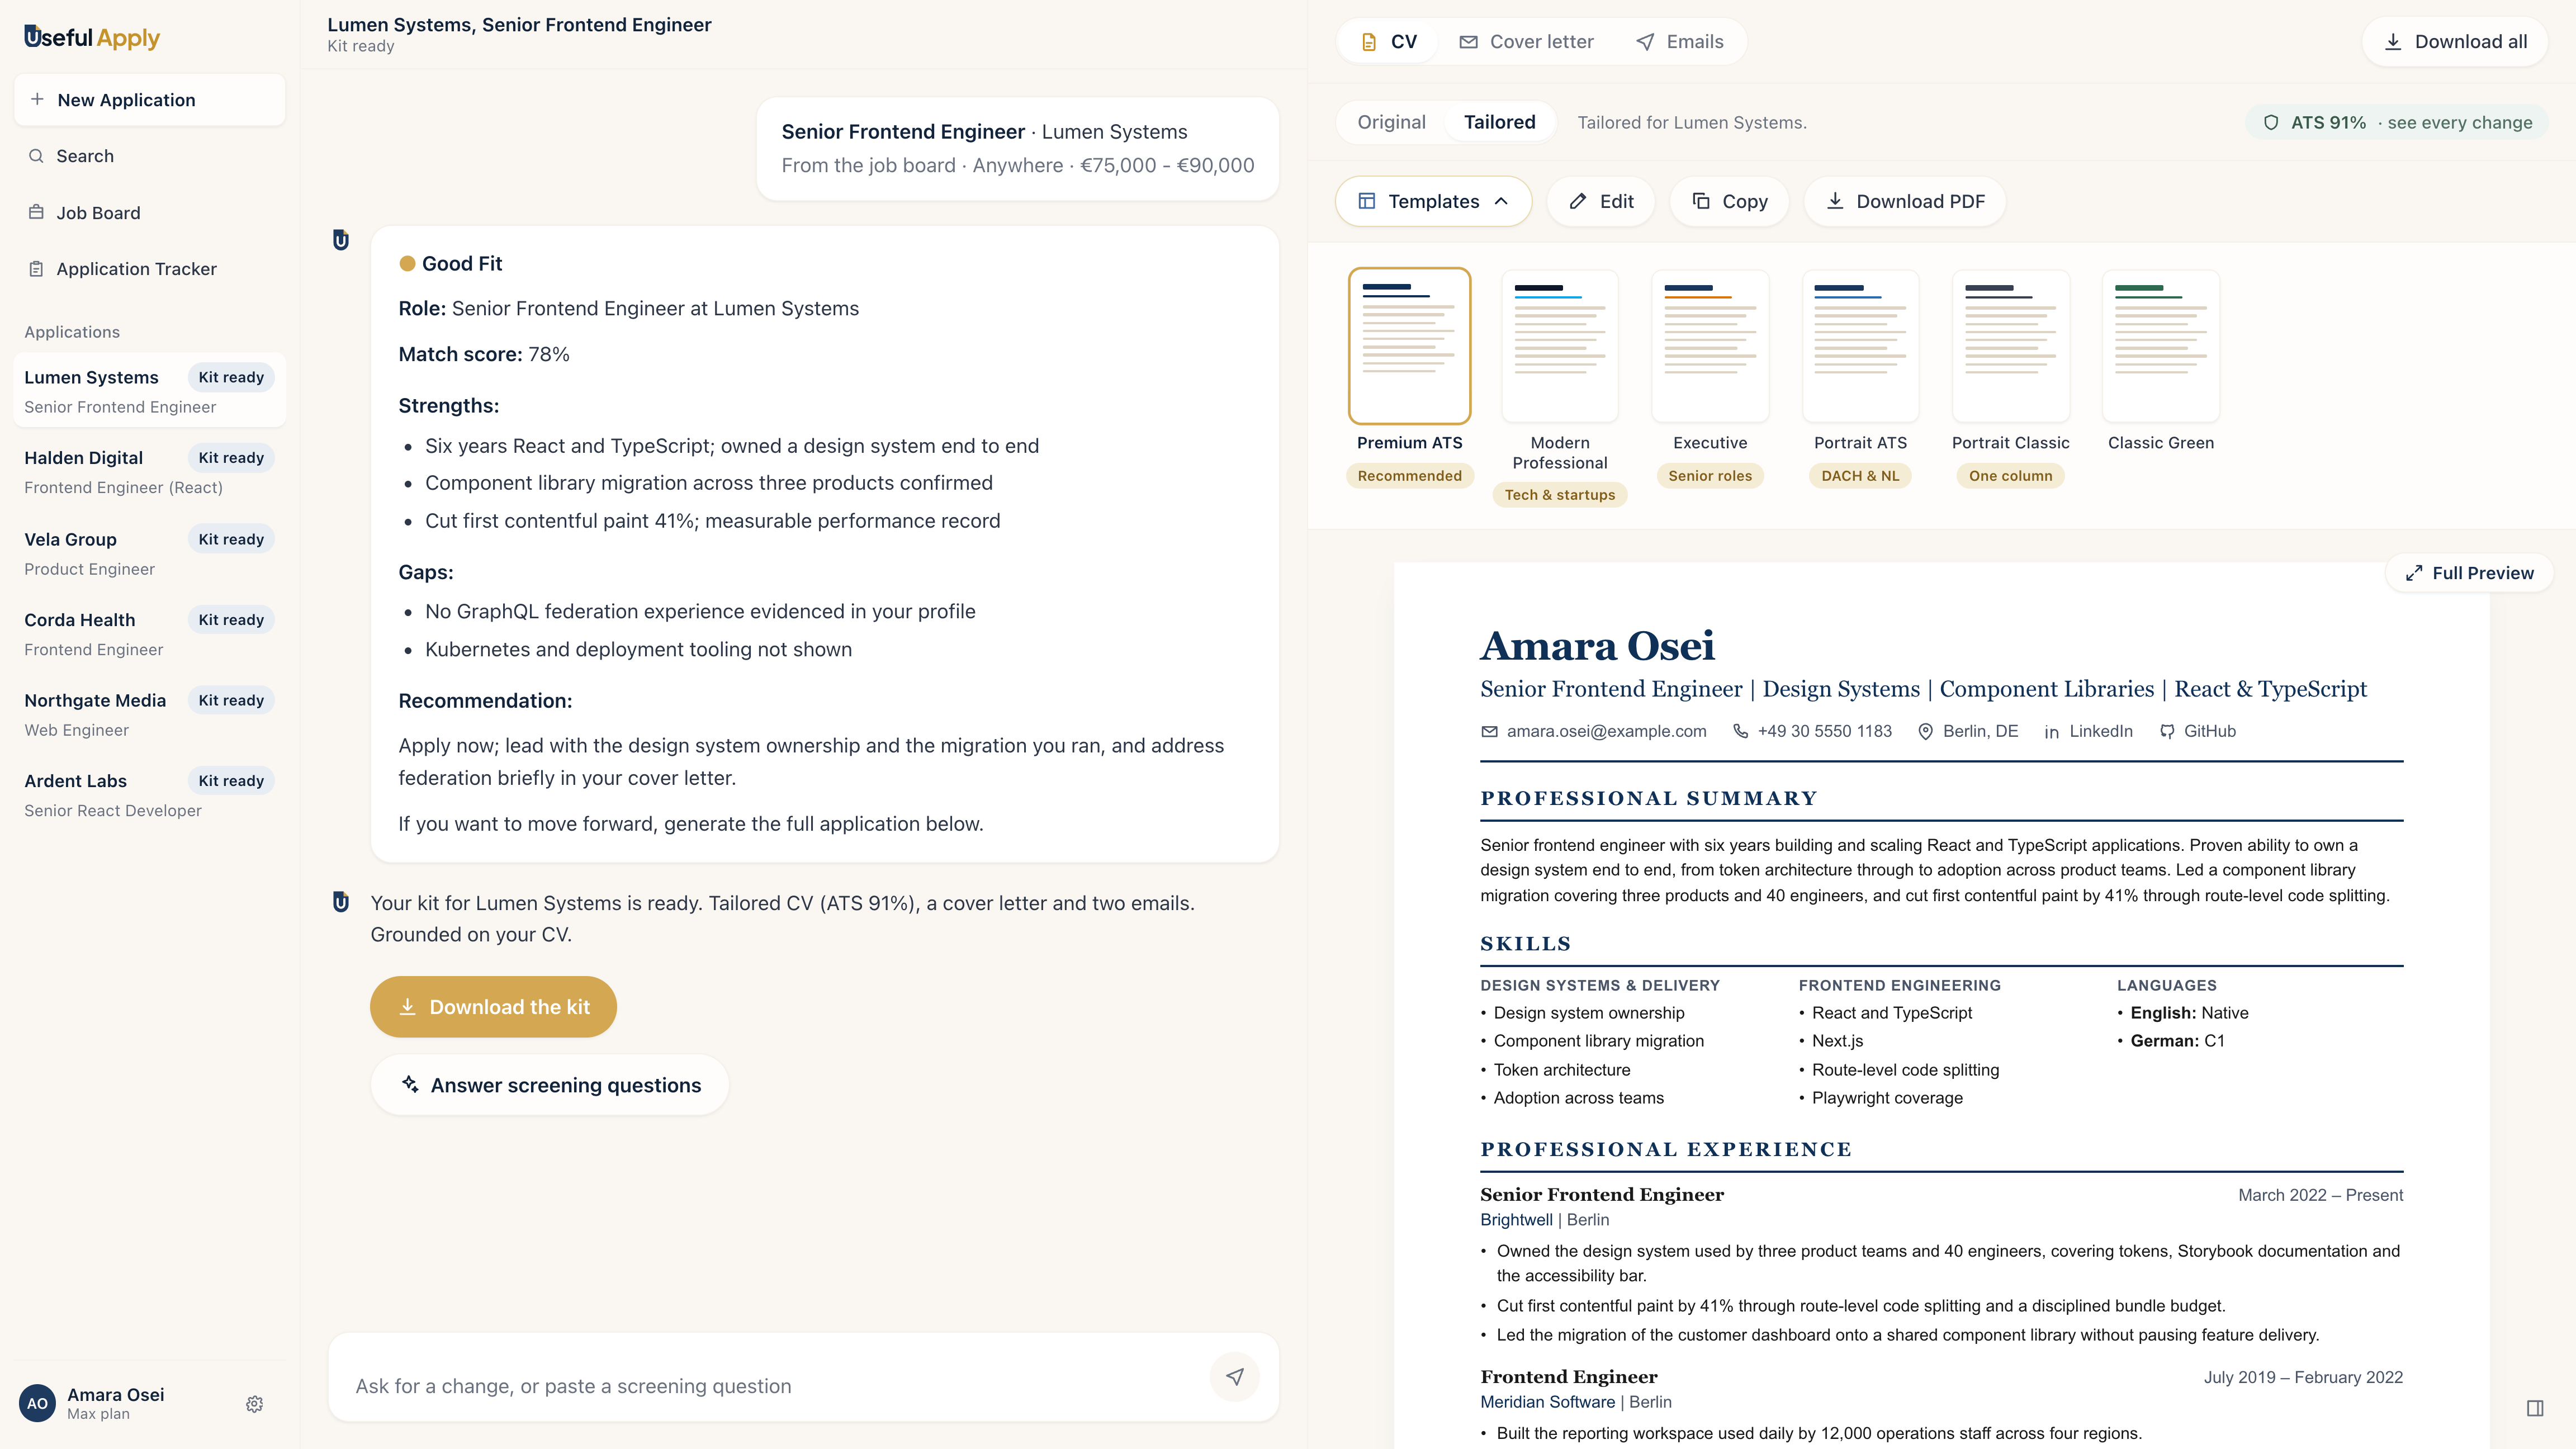 Useful Apply
New Application
Search
Job Board
Application Tracker
Applications
Lumen Systems
Kit ready
Senior Frontend Engineer
Halden Digital
Kit ready
Frontend Engineer (React)
Vela Group
Kit ready
Product Engineer
Corda Health
Kit ready
Frontend Engineer
Northgate Media
Kit ready
Web Engineer
Ardent Labs
Kit ready
Senior React Developer
AO
Amara Osei
Max plan
Lumen Systems, Senior Frontend Engineer
Kit ready
Senior Frontend Engineer · Lumen Systems
From the job board · Anywhere · €75,000 - €90,000
Good Fit
Role: Senior Frontend Engineer at Lumen Systems
Match score: 78%
Strengths:
• Six years React and TypeScript; owned a design system end to end
• Component library migration across three products confirmed
• Cut first contentful paint 41%; measurable performance record
Gaps:
• No GraphQL federation experience evidenced in your profile
• Kubernetes and deployment tooling not shown
Recommendation:
Apply now; lead with the design system ownership and the migration you ran, and address
federation briefly in your cover letter.
If you want to move forward, generate the full application below.
Your kit for Lumen Systems is ready. Tailored CV (ATS 91%), a cover letter and two emails.
Grounded on your CV.
Download the kit
Answer screening questions
Ask for a change, or paste a screening question
CV
Cover letter
Emails
Download all
Original
Tailored
Tailored for Lumen Systems.
ATS 91% · see every change
Templates
Edit
Copy
Download PDF
Premium ATS
Recommended
Modern
Professional
Tech & startups
Executive
Senior roles
Portrait ATS
DACH & NL
Portrait Classic
One column
Classic Green
Full Preview
Amara Osei
Senior Frontend Engineer | Design Systems | Component Libraries | React & TypeScript
amara.osei@example.com
+49 30 5550 1183
Berlin, DE
in LinkedIn
GitHub
PROFESSIONAL SUMMARY
Senior frontend engineer with six years building and scaling React and TypeScript applications. Proven ability to own a
design system end to end, from token architecture through to adoption across product teams. Led a component library
migration covering three products and 40 engineers, and cut first contentful paint by 41% through route-level code splitting.
SKILLS
DESIGN SYSTEMS & DELIVERY
• Design system ownership
• Component library migration
• Token architecture
• Adoption across teams
FRONTEND ENGINEERING
• React and TypeScript
• Next.js
• Route-level code splitting
• Playwright coverage
LANGUAGES
• English: Native
• German: C1
PROFESSIONAL EXPERIENCE
Senior Frontend Engineer
March 2022 – Present
Brightwell | Berlin
• Owned the design system used by three product teams and 40 engineers, covering tokens, Storybook documentation and
the accessibility bar.
• Cut first contentful paint by 41% through route-level code splitting and a disciplined bundle budget.
• Led the migration of the customer dashboard onto a shared component library without pausing feature delivery.
Frontend Engineer
July 2019 – February 2022
Meridian Software | Berlin
• Built the reporting workspace used daily by 12,000 operations staff across four regions.